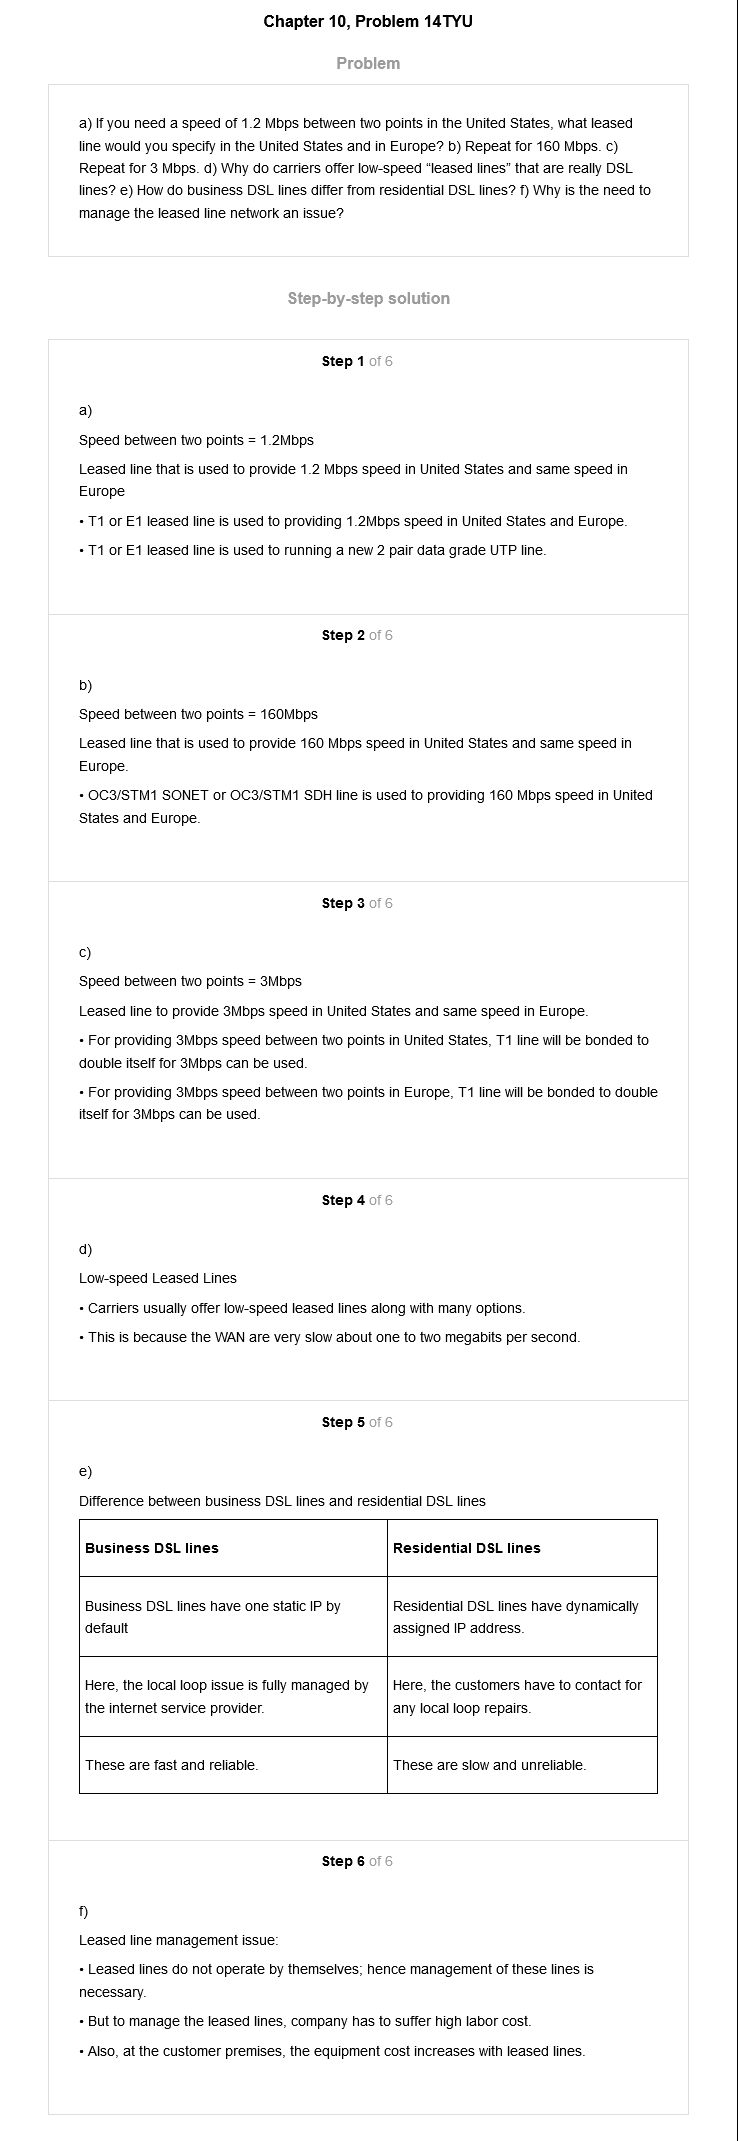 Chapter 10, Problem 14TYU
Problem
a) If you need a speed of 1.2 Mbps between two points in the United States, what leased
line would you specify in the United States and in Europe? b) Repeat for 160 Mbps. c)
Repeat for 3 Mbps. d) Why do carriers offer low-speed “leased lines” that are really DSL
lines? e) How do business DSL lines differ from residential DSL lines? f) Why is the need to
manage the leased line network an issue?
Step-by-step solution
Step 1 of 6
a)
Speed between two points = 1.2Mbps
Leased line that is used to provide 1.2 Mbps speed in United States and same speed in
Europe
• T1 or E1 leased line is used to providing 1.2Mbps speed in United States and Europe.
• T1 or E1 leased line is used to running a new 2 pair data grade UTP line.
Step 2 of 6
b)
Speed between two points = 160Mbps
Leased line that is used to provide 160 Mbps speed in United States and same speed in
Europe.
• OC3/STM1 SONET or OC3/STM1 SDH line is used to providing 160 Mbps speed in United
States and Europe.
Step 3 of 6
c)
Speed between two points = 3Mbps
Leased line to provide 3Mbps speed in United States and same speed in Europe.
• For providing 3Mbps speed between two points in United States, T1 line will be bonded to
double itself for 3Mbps can be used.
• For providing 3Mbps speed between two points in Europe, T1 line will be bonded to double
itself for 3Mbps can be used.
Step 4 of 6
d)
Low-speed Leased Lines
• Carriers usually offer low-speed leased lines along with many options.
• This is because the WAN are very slow about one to two megabits per second.
Step 5 of 6
e)
Difference between business DSL lines and residential DSL lines
Business DSL lines
Residential DSL lines
Business DSL lines have one static IP by
default
Residential DSL lines have dynamically
assigned IP address.
Here, the local loop issue is fully managed by
the internet service provider.
Here, the customers have to contact for
any local loop repairs.
These are fast and reliable.
These are slow and unreliable.
Step 6 of 6
f)
Leased line management issue:
• Leased lines do not operate by themselves; hence management of these lines is
necessary.
• But to manage the leased lines, company has to suffer high labor cost.
• Also, at the customer premises, the equipment cost increases with leased lines.